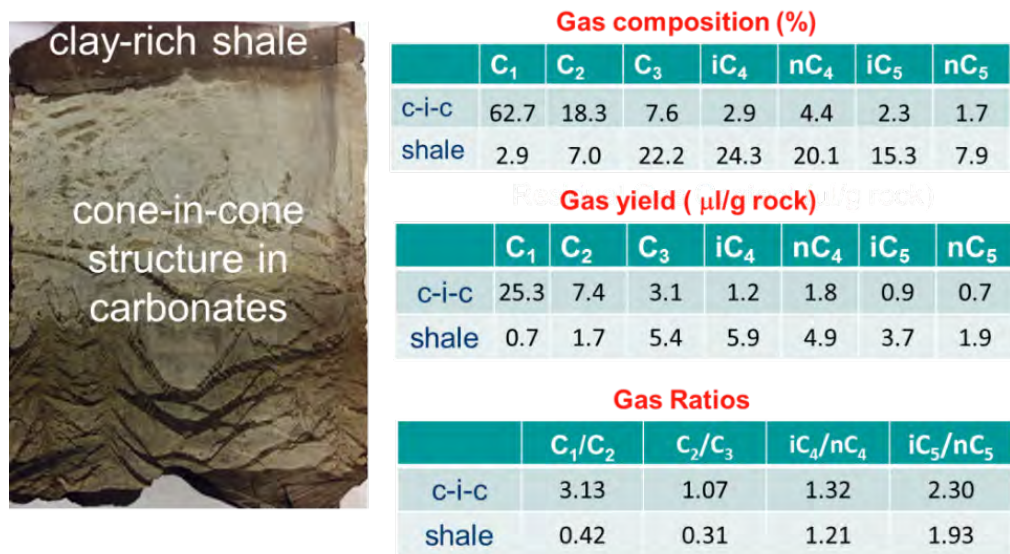 clay-rich shale
cone-in-cone
structure in
carbonates
Gas composition (%)
C1 C2 C3 iC4 nC4 iC5 nC5
c-i-c 62.7 18.3 7.6 2.9 4.4 2.3 1.7
shale 2.9 7.0 22.2 24.3 20.1 15.3 7.9
Gas yield ( μl/g rock)
C1 C2 C3 iC4 nC4 iC5 nC5
c-i-c 25.3 7.4 3.1 1.2 1.8 0.9 0.7
shale 0.7 1.7 5.4 5.9 4.9 3.7 1.9
Gas Ratios
C1/C2 C2/C3 iC4/nC4 iC5/nC5
c-i-c 3.13 1.07 1.32 2.30
shale 0.42 0.31 1.21 1.93